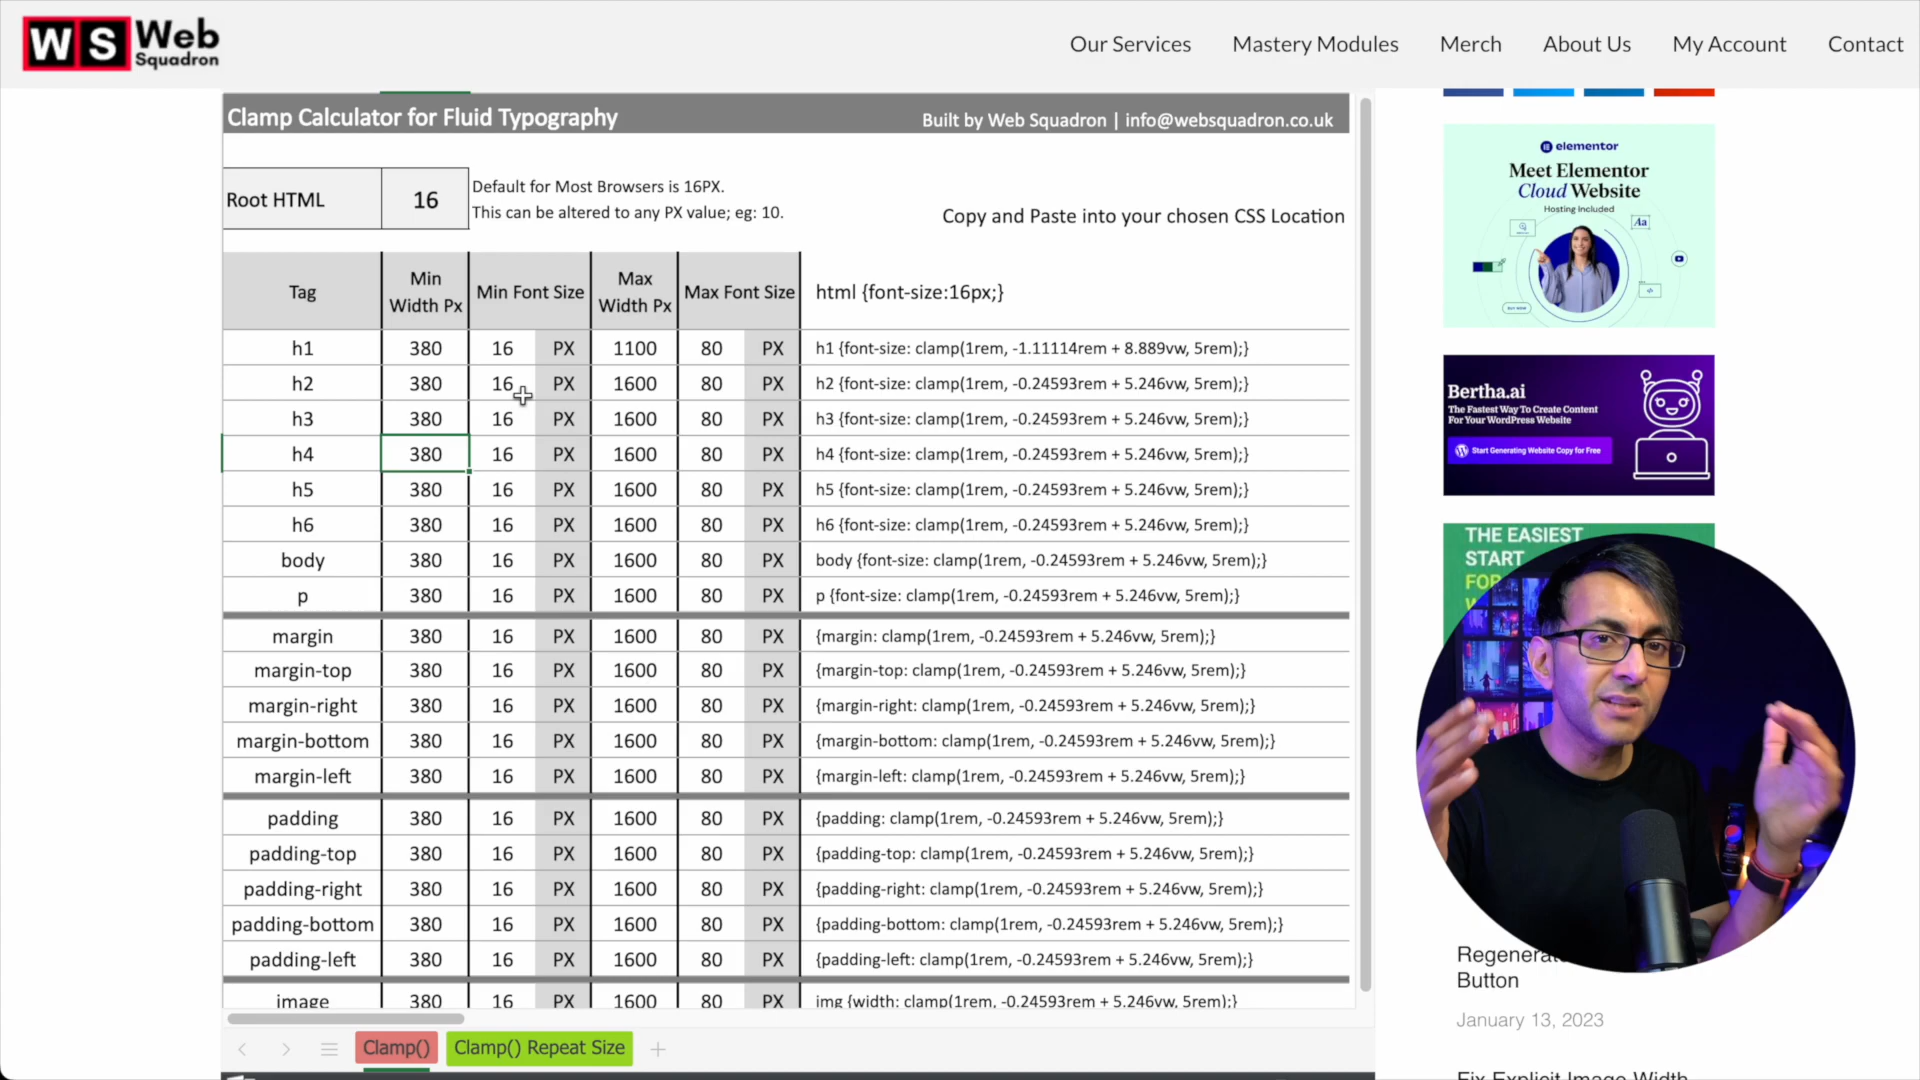 WS Web Squadron
Our Services Mastery Modules Merch About Us My Account Contact
Clamp Calculator for Fluid Typography Built by Web Squadron | info@websquadron.co.uk
Root HTML 16 Default for Most Browsers is 16PX.
This can be altered to any PX value; eg: 10.
Copy and Paste into your chosen CSS Location
Tag Min Width Px Min Font Size Max Width Px Max Font Size html {font-size:16px;}
h1 380 16 PX 1100 80 PX h1 {font-size: clamp(1rem, -1.11114rem + 8.889vw, 5rem);}
h2 380 16 PX 1600 80 PX h2 {font-size: clamp(1rem, -0.24593rem + 5.246vw, 5rem);}
h3 380 16 PX 1600 80 PX h3 {font-size: clamp(1rem, -0.24593rem + 5.246vw, 5rem);}
h4 380 16 PX 1600 80 PX h4 {font-size: clamp(1rem, -0.24593rem + 5.246vw, 5rem);}
h5 380 16 PX 1600 80 PX h5 {font-size: clamp(1rem, -0.24593rem + 5.246vw, 5rem);}
h6 380 16 PX 1600 80 PX h6 {font-size: clamp(1rem, -0.24593rem + 5.246vw, 5rem);}
body 380 16 PX 1600 80 PX body {font-size: clamp(1rem, -0.24593rem + 5.246vw, 5rem);}
p 380 16 PX 1600 80 PX p {font-size: clamp(1rem, -0.24593rem + 5.246vw, 5rem);}
margin 380 16 PX 1600 80 PX {margin: clamp(1rem, -0.24593rem + 5.246vw, 5rem);}
margin-top 380 16 PX 1600 80 PX {margin-top: clamp(1rem, -0.24593rem + 5.246vw, 5rem);}
margin-right 380 16 PX 1600 80 PX {margin-right: clamp(1rem, -0.24593rem + 5.246vw, 5rem);}
margin-bottom 380 16 PX 1600 80 PX {margin-bottom: clamp(1rem, -0.24593rem + 5.246vw, 5rem);}
margin-left 380 16 PX 1600 80 PX {margin-left: clamp(1rem, -0.24593rem + 5.246vw, 5rem);}
padding 380 16 PX 1600 80 PX {padding: clamp(1rem, -0.24593rem + 5.246vw, 5rem);}
padding-top 380 16 PX 1600 80 PX {padding-top: clamp(1rem, -0.24593rem + 5.246vw, 5rem);}
padding-right 380 16 PX 1600 80 PX {padding-right: clamp(1rem, -0.24593rem + 5.246vw, 5rem);}
padding-bottom 380 16 PX 1600 80 PX {padding-bottom: clamp(1rem, -0.24593rem + 5.246vw, 5rem);}
padding-left 380 16 PX 1600 80 PX {padding-left: clamp(1rem, -0.24593rem + 5.246vw, 5rem);}
image 380 16 PX 1600 80 PX img {width: clamp(1rem, -0.24593rem + 5.246vw, 5rem);}
Clamp() Clamp() Repeat Size
elementor
Meet Elementor
Cloud Website
Hosting Included
Aa
BUY NOW
Bertha.ai
The Fastest Way To Create Content
For Your WordPress Website
Start Generating Website Copy for Free
THE EASIEST
START
FOR
Regenerate
Button
January 13, 2023
Fix Explicit Image Width